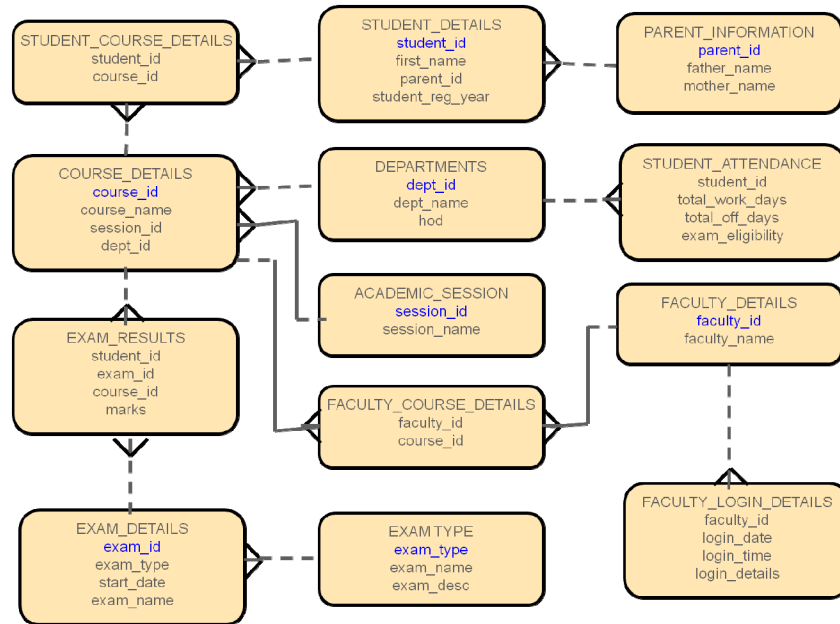 STUDENT_COURSE_DETAILS
student_id
course_id
STUDENT_DETAILS
student_id
first_name
parent_id
student_reg_year
PARENT_INFORMATION
parent_id
father_name
mother_name
COURSE_DETAILS
course_id
course_name
session_id
dept_id
DEPARTMENTS
dept_id
dept_name
hod
STUDENT_ATTENDANCE
student_id
total_work_days
total_off_days
exam_eligibility
ACADEMIC_SESSION
session_id
session_name
FACULTY_DETAILS
faculty_id
faculty_name
EXAM_RESULTS
student_id
exam_id
course_id
marks
FACULTY_COURSE_DETAILS
faculty_id
course_id
FACULTY_LOGIN_DETAILS
faculty_id
login_date
login_time
login_details
EXAM_DETAILS
exam_id
exam_type
start_date
exam_name
EXAM TYPE
exam_type
exam_name
exam_desc